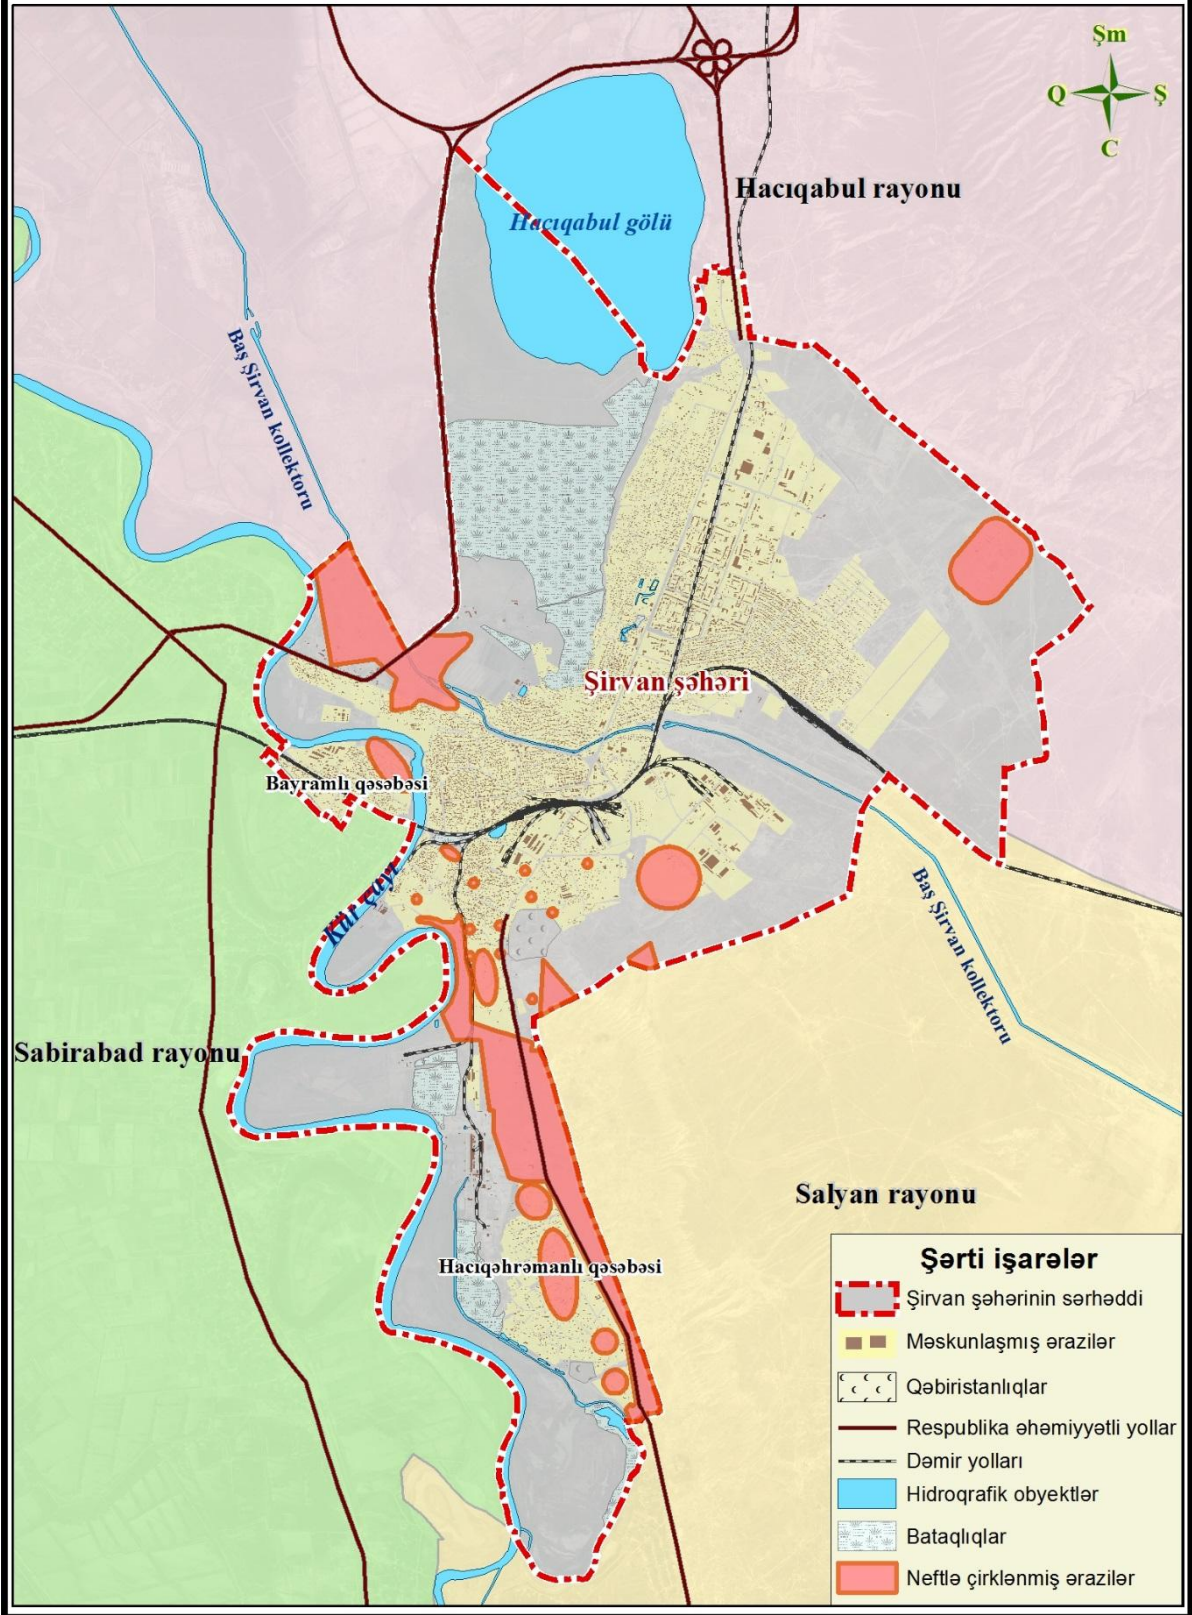 Şm
Q
Ş
C
Hacıqabul rayonu
Hacıqabul gölü
Baş Şirvan kollektoru
Şirvan şəhəri
Bayramlı qəsəbəsi
Kür çayı
Baş Şirvan kollektoru
Sabirabad rayonu
Salyan rayonu
Hacıqəhrəmanlı qəsəbəsi
Şərti işarələr
Şirvan şəhərinin sərhəddi
Məskunlaşmış ərazilər
Qəbiristanlıqlar
Respublika əhəmiyyətli yollar
Dəmir yolları
Hidroqrafik obyektlər
Bataqlıqlar
Neftlə çirklənmiş ərazilər